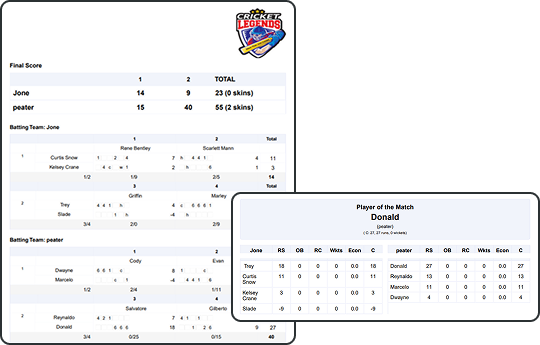 CRICKET
LEGENDS
Final Score
1 2 TOTAL
Jone 14 9 23 (0 skins)
peater 15 40 55 (2 skins)
Batting Team: Jone
1 2 Total
Rene Bentley Scarlett Mann
1 Curtis Snow 1 2 4 7 h 4 4 4 11
Kelsey Crane 4 c w 1 2 h 6 1 3
1/2 1/9 2/5 14
3 4 Total
Griffin Marley
2 Trey 4 4 1 h
Slade 1 h -4 h
3/4 2/0 2/9
Batting Team: peater
1 2 Total
Cody Even
1 Dwayne 6 6 1 c 8 1 c
Marcelo c 1 -4 4 4 1 6
1/2 2/4 1/11
3 4
Salvatore Gilberto
2 Reynaldo 4 2 1 7 4 1 1
Donald 6 6 6 18 1 2 6 9 27
3/4 0/25 0/15 40
Player of the Match
Donald
(peater)
( C: 27, 27 runs, 0 wickets)
Jone RS OB RC Wkts Econ C peater RS OB RC Wkts Econ C
Trey 18 0 0 0 0.0 18 Donald 27 0 0 0 0.0 27
Curtis Snow 11 0 0 0 0.0 11 Reynaldo 13 0 0 0 0.0 13
Kelsey Crane 3 0 0 0 0.0 3 Marcelo 11 0 0 0 0.0 11
Slade -9 0 0 0 0.0 -9 Dwayne 4 0 0 0 0.0 4